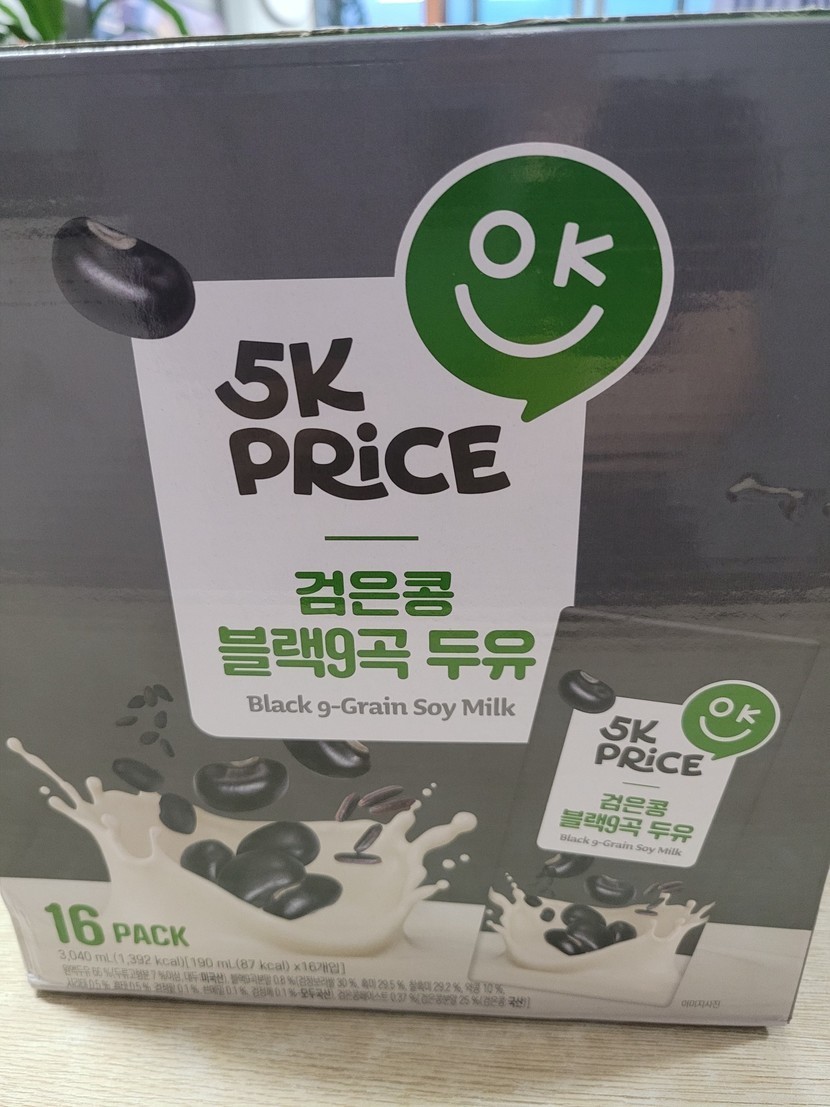 OK
5K
PRiCE
검은콩
블랙9곡 두유
Black 9-Grain Soy Milk
OK
5K
PRiCE
검은콩
블랙9곡 두유
Black 9-Grain Soy Milk
16 PACK
3,040 mL(1,392 kcal)[190 mL(87 kcal) x16개입]
이미지사진